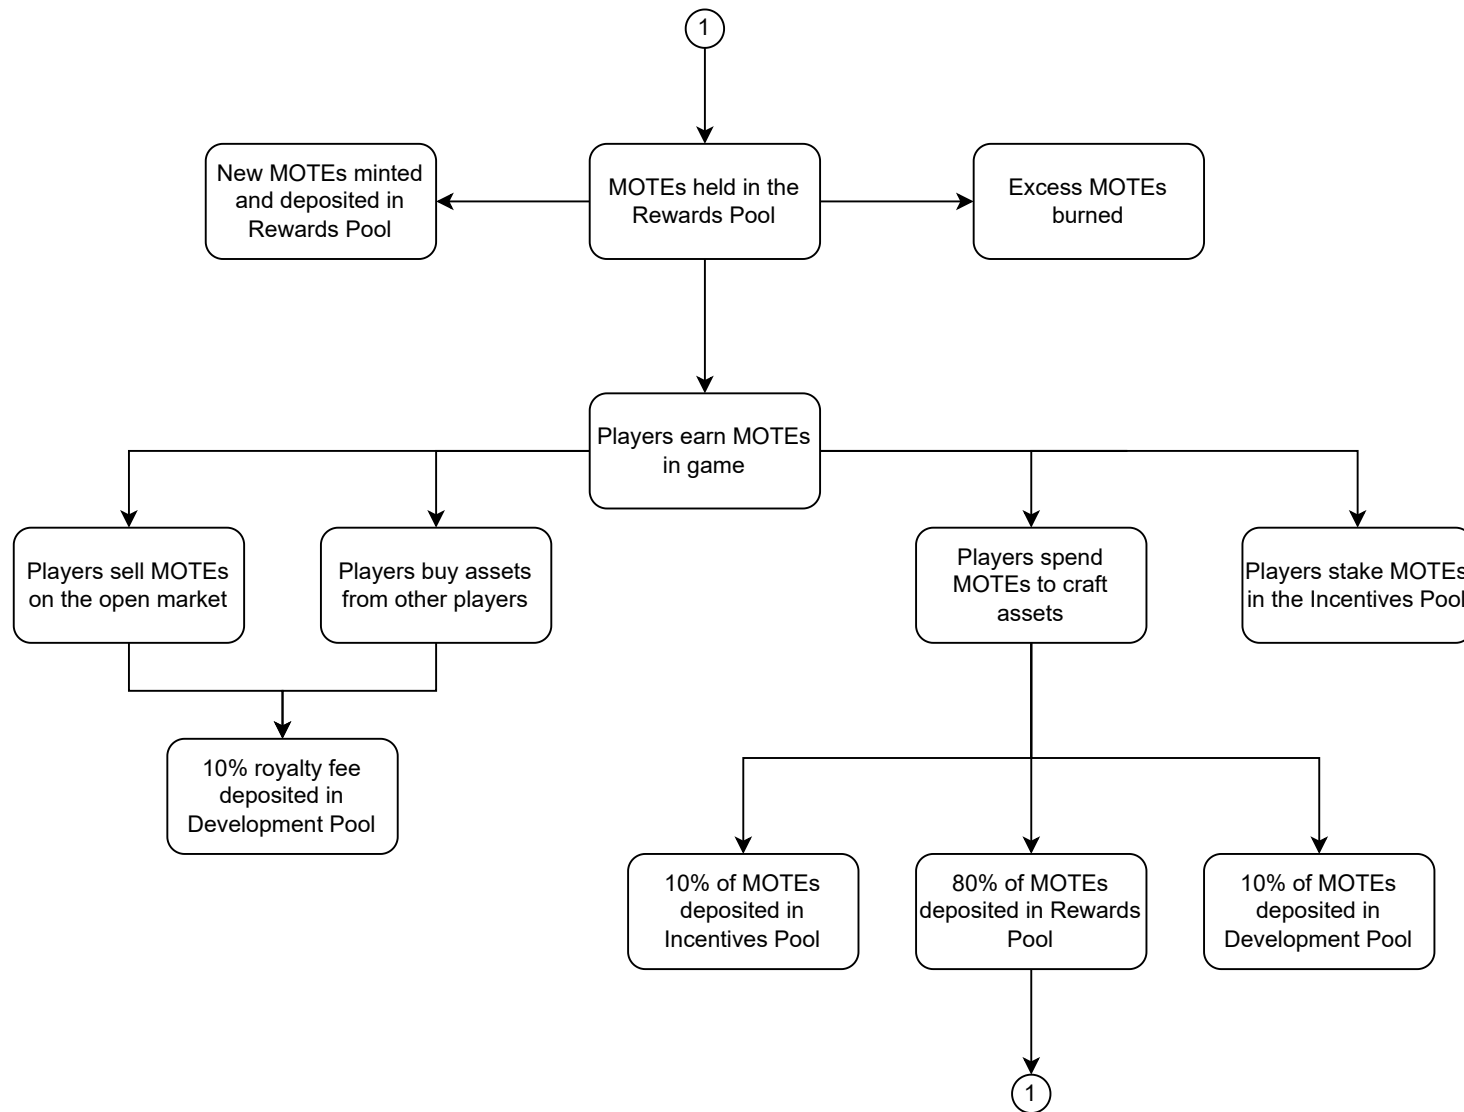 1
New MOTEs minted
and deposited in
Rewards Pool
MOTEs held in the
Rewards Pool
Excess MOTEs
burned
Players earn MOTEs
in game
Players sell MOTEs
on the open market
Players buy assets
from other players
Players spend
MOTEs to craft
assets
Players stake MOTEs
in the Incentives Pool
10% royalty fee
deposited in
Development Pool
10% of MOTEs
deposited in
Incentives Pool
80% of MOTEs
deposited in Rewards
Pool
10% of MOTEs
deposited in
Development Pool
1